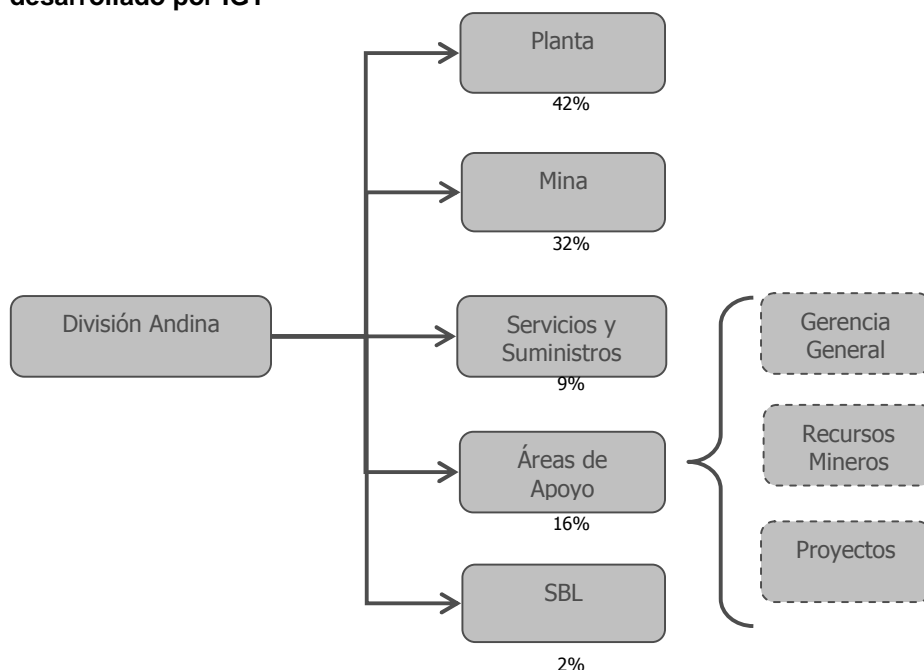 desarrollado por IGT
Planta
42%
Mina
32%
División Andina
Servicios y
Suministros
9%
Áreas de
Apoyo
16%
SBL
2%
Gerencia
General
Recursos
Mineros
Proyectos